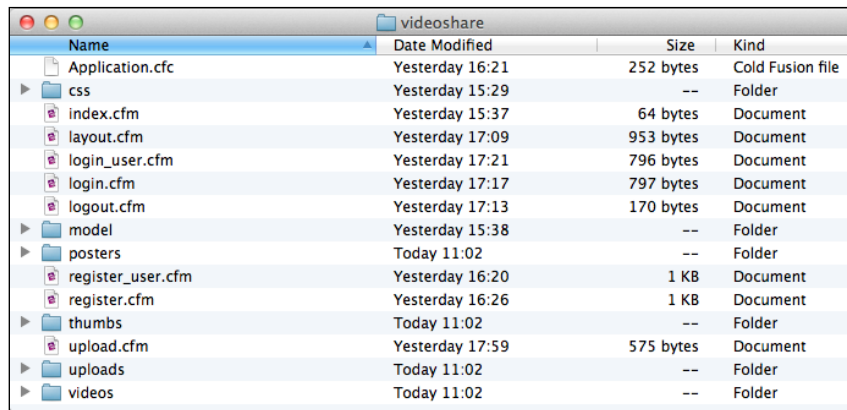 videoshare
Name Date Modified Size Kind
Application.cfc Yesterday 16:21 252 bytes Cold Fusion file
css Yesterday 15:29 -- Folder
index.cfm Yesterday 15:37 64 bytes Document
layout.cfm Yesterday 17:09 953 bytes Document
login_user.cfm Yesterday 17:21 796 bytes Document
login.cfm Yesterday 17:17 797 bytes Document
logout.cfm Yesterday 17:13 170 bytes Document
model Yesterday 15:38 -- Folder
posters Today 11:02 -- Folder
register_user.cfm Yesterday 16:20 1 KB Document
register.cfm Yesterday 16:26 1 KB Document
thumbs Today 11:02 -- Folder
upload.cfm Yesterday 17:59 575 bytes Document
uploads Today 11:02 -- Folder
videos Today 11:02 -- Folder